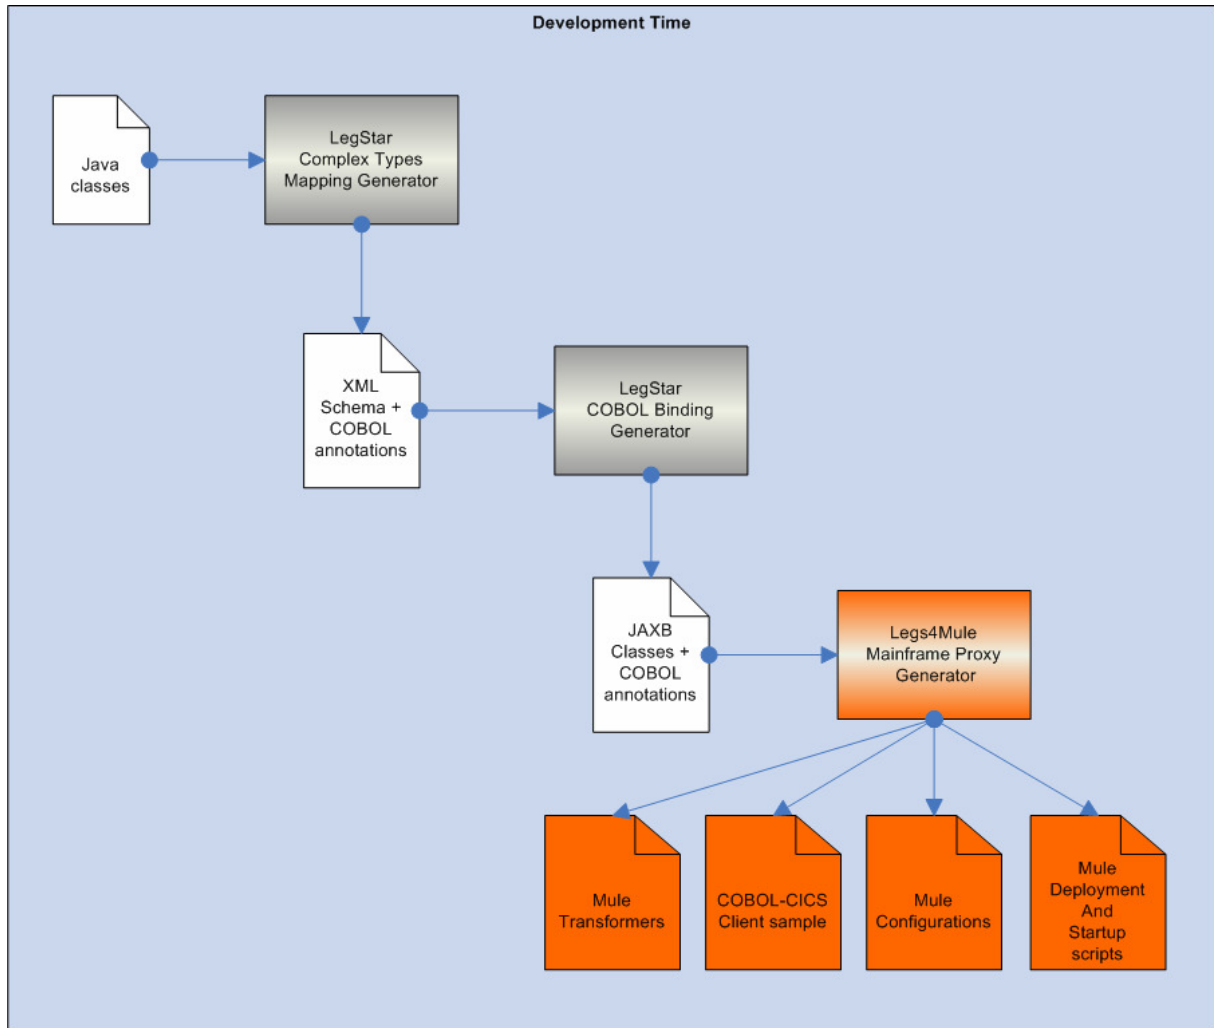 Development Time
Java
classes
LegStar
Complex Types
Mapping Generator
XML
Schema +
COBOL
annotations
LegStar
COBOL Binding
Generator
JAXB
Classes +
COBOL
annotations
Legs4Mule
Mainframe Proxy
Generator
Mule
Transformers
COBOL-CICS
Client sample
Mule
Configurations
Mule
Deployment
And
Startup
scripts